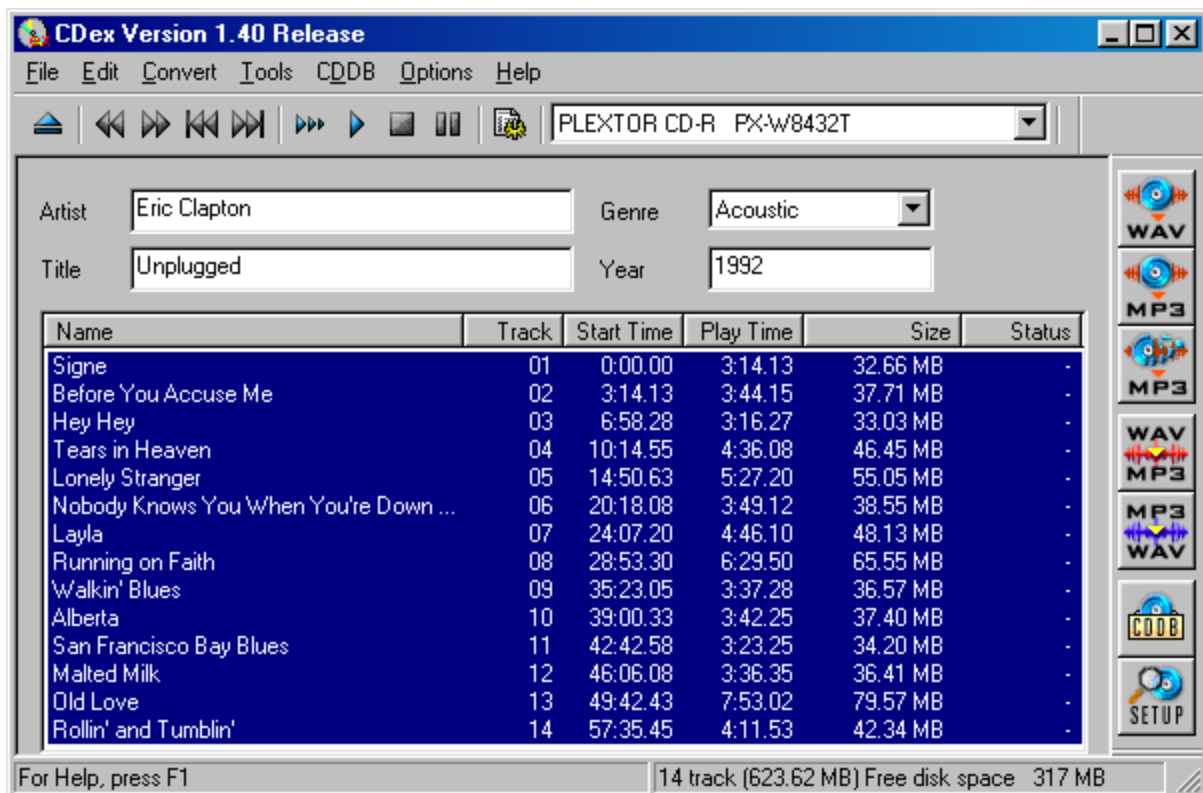 CDex Version 1.40 Release
File Edit Convert Tools CDDB Options Help
PLEXTOR CD-R PX-W8432T
Artist Eric Clapton Genre Acoustic
Title Unplugged Year 1992
Name Track Start Time Play Time Size Status
Signe 01 0:00.00 3:14.13 32.66 MB -
Before You Accuse Me 02 3:14.13 3:44.15 37.71 MB -
Hey Hey 03 6:58.28 3:16.27 33.03 MB -
Tears in Heaven 04 10:14.55 4:36.08 46.45 MB -
Lonely Stranger 05 14:50.63 5:27.20 55.05 MB -
Nobody Knows You When You're Down ... 06 20:18.08 3:49.12 38.55 MB -
Layla 07 24:07.20 4:46.10 48.13 MB -
Running on Faith 08 28:53.30 6:29.50 65.55 MB -
Walkin' Blues 09 35:23.05 3:37.28 36.57 MB -
Alberta 10 39:00.33 3:42.25 37.40 MB -
San Francisco Bay Blues 11 42:42.58 3:23.25 34.20 MB -
Malted Milk 12 46:06.08 3:36.35 36.41 MB -
Old Love 13 49:42.43 7:53.02 79.57 MB -
Rollin' and Tumblin' 14 57:35.45 4:11.53 42.34 MB -
WAV
MP3
MP3
WAV
MP3
MP3
WAV
CDDB
SETUP
For Help, press F1 14 track (623.62 MB) Free disk space 317 MB